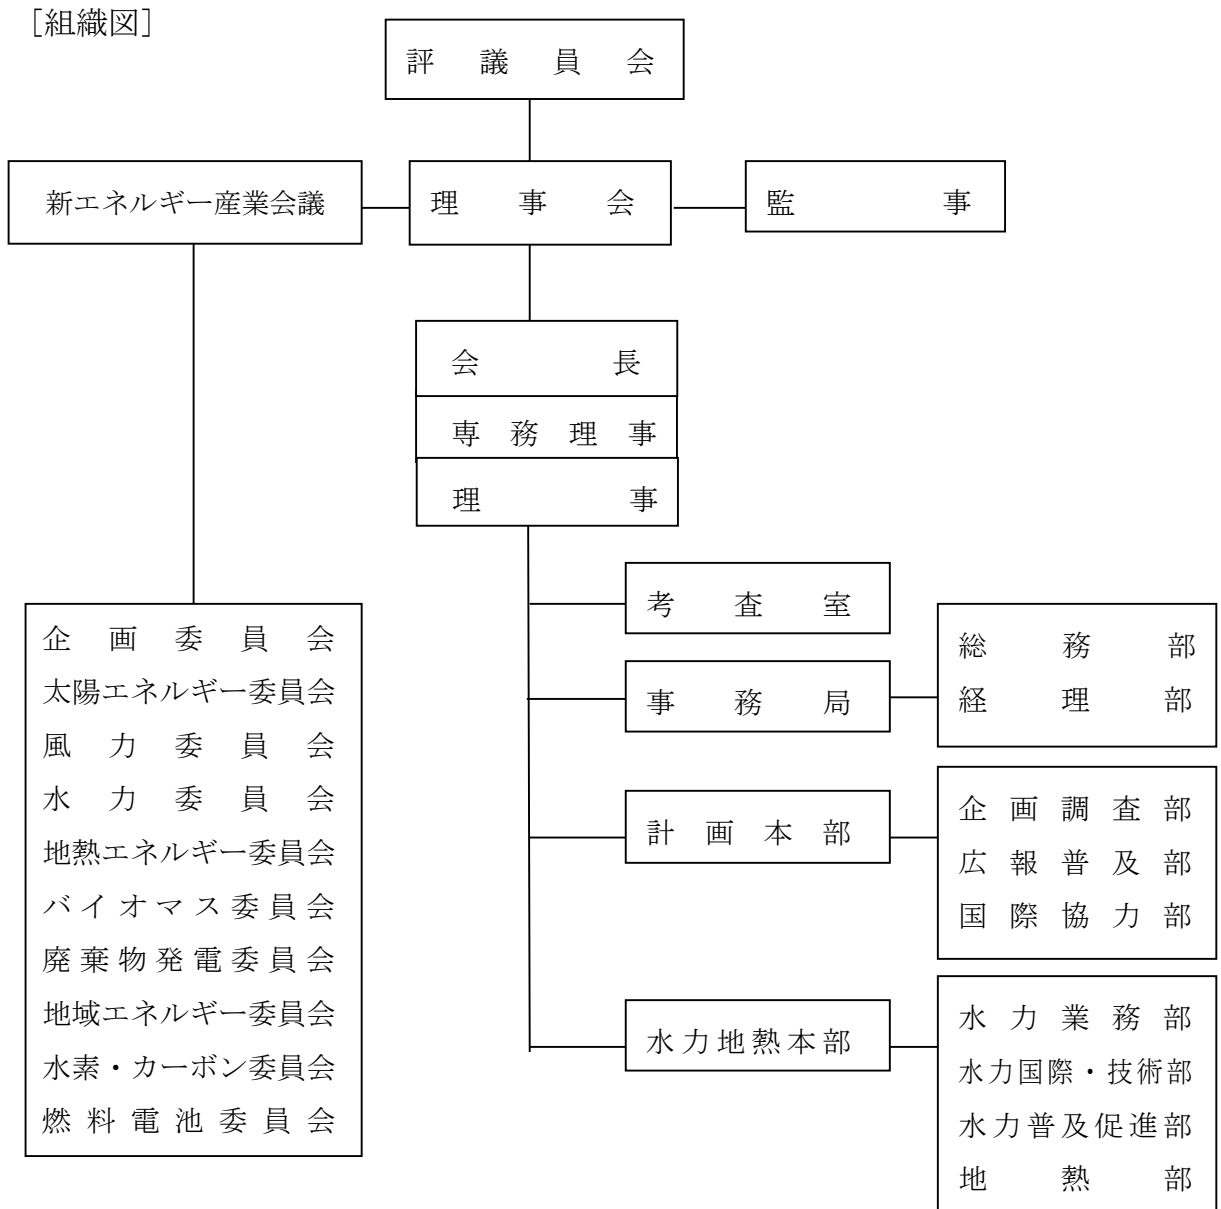 ［組織図］
評議員会
新エネルギー産業会議
理事会
監事
会長
専務理事
理事
企画委員会
太陽エネルギー委員会
風力委員会
水力委員会
地熱エネルギー委員会
バイオマス委員会
廃棄物発電委員会
地域エネルギー委員会
水素・カーボン委員会
燃料電池委員会
考査室
事務局
総務部
経理部
計画本部
企画調査部
広報普及部
国際協力部
水力地熱本部
水力業務部
水力国際・技術部
水力普及促進部
地熱部